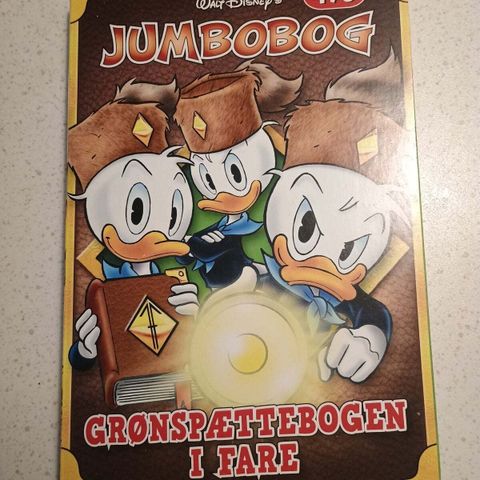 WALT DISNEY'S
JUMBOBOG
GRØNSPÆTTEBOGEN
I FARE